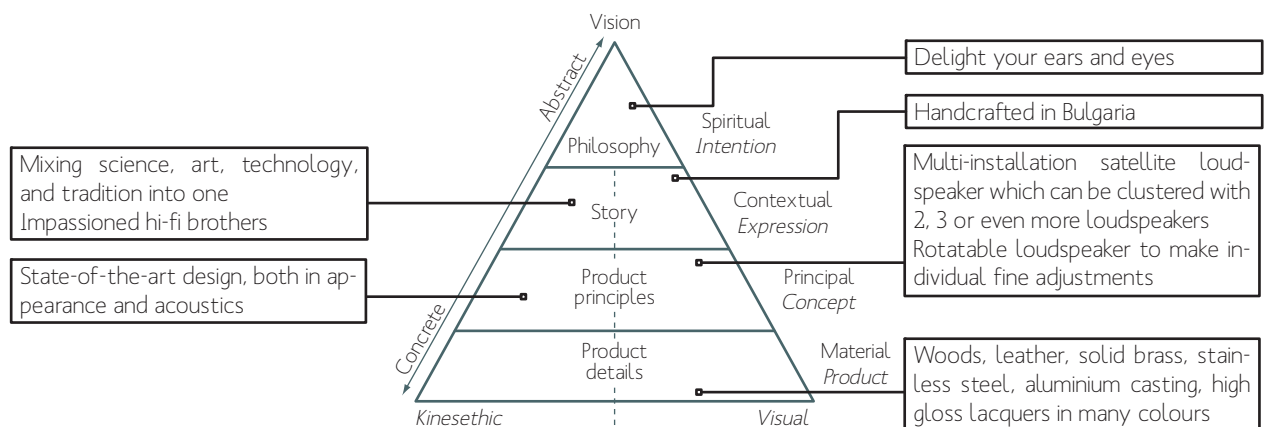 Vision
Abstract
Concrete
Philosophy
Story
Product
principles
Product
details
Spiritual
Intention
Contextual
Expression
Principal
Concept
Material
Product
Kinesethic
Visual
Mixing science, art, technology,
and tradition into one
Impassioned hi-fi brothers
State-of-the-art design, both in ap-
pearance and acoustics
Delight your ears and eyes
Handcrafted in Bulgaria
Multi-installation satellite loud-
speaker which can be clustered with
2, 3 or even more loudspeakers
Rotatable loudspeaker to make in-
dividual fine adjustments
Woods, leather, solid brass, stain-
less steel, aluminium casting, high
gloss lacquers in many colours